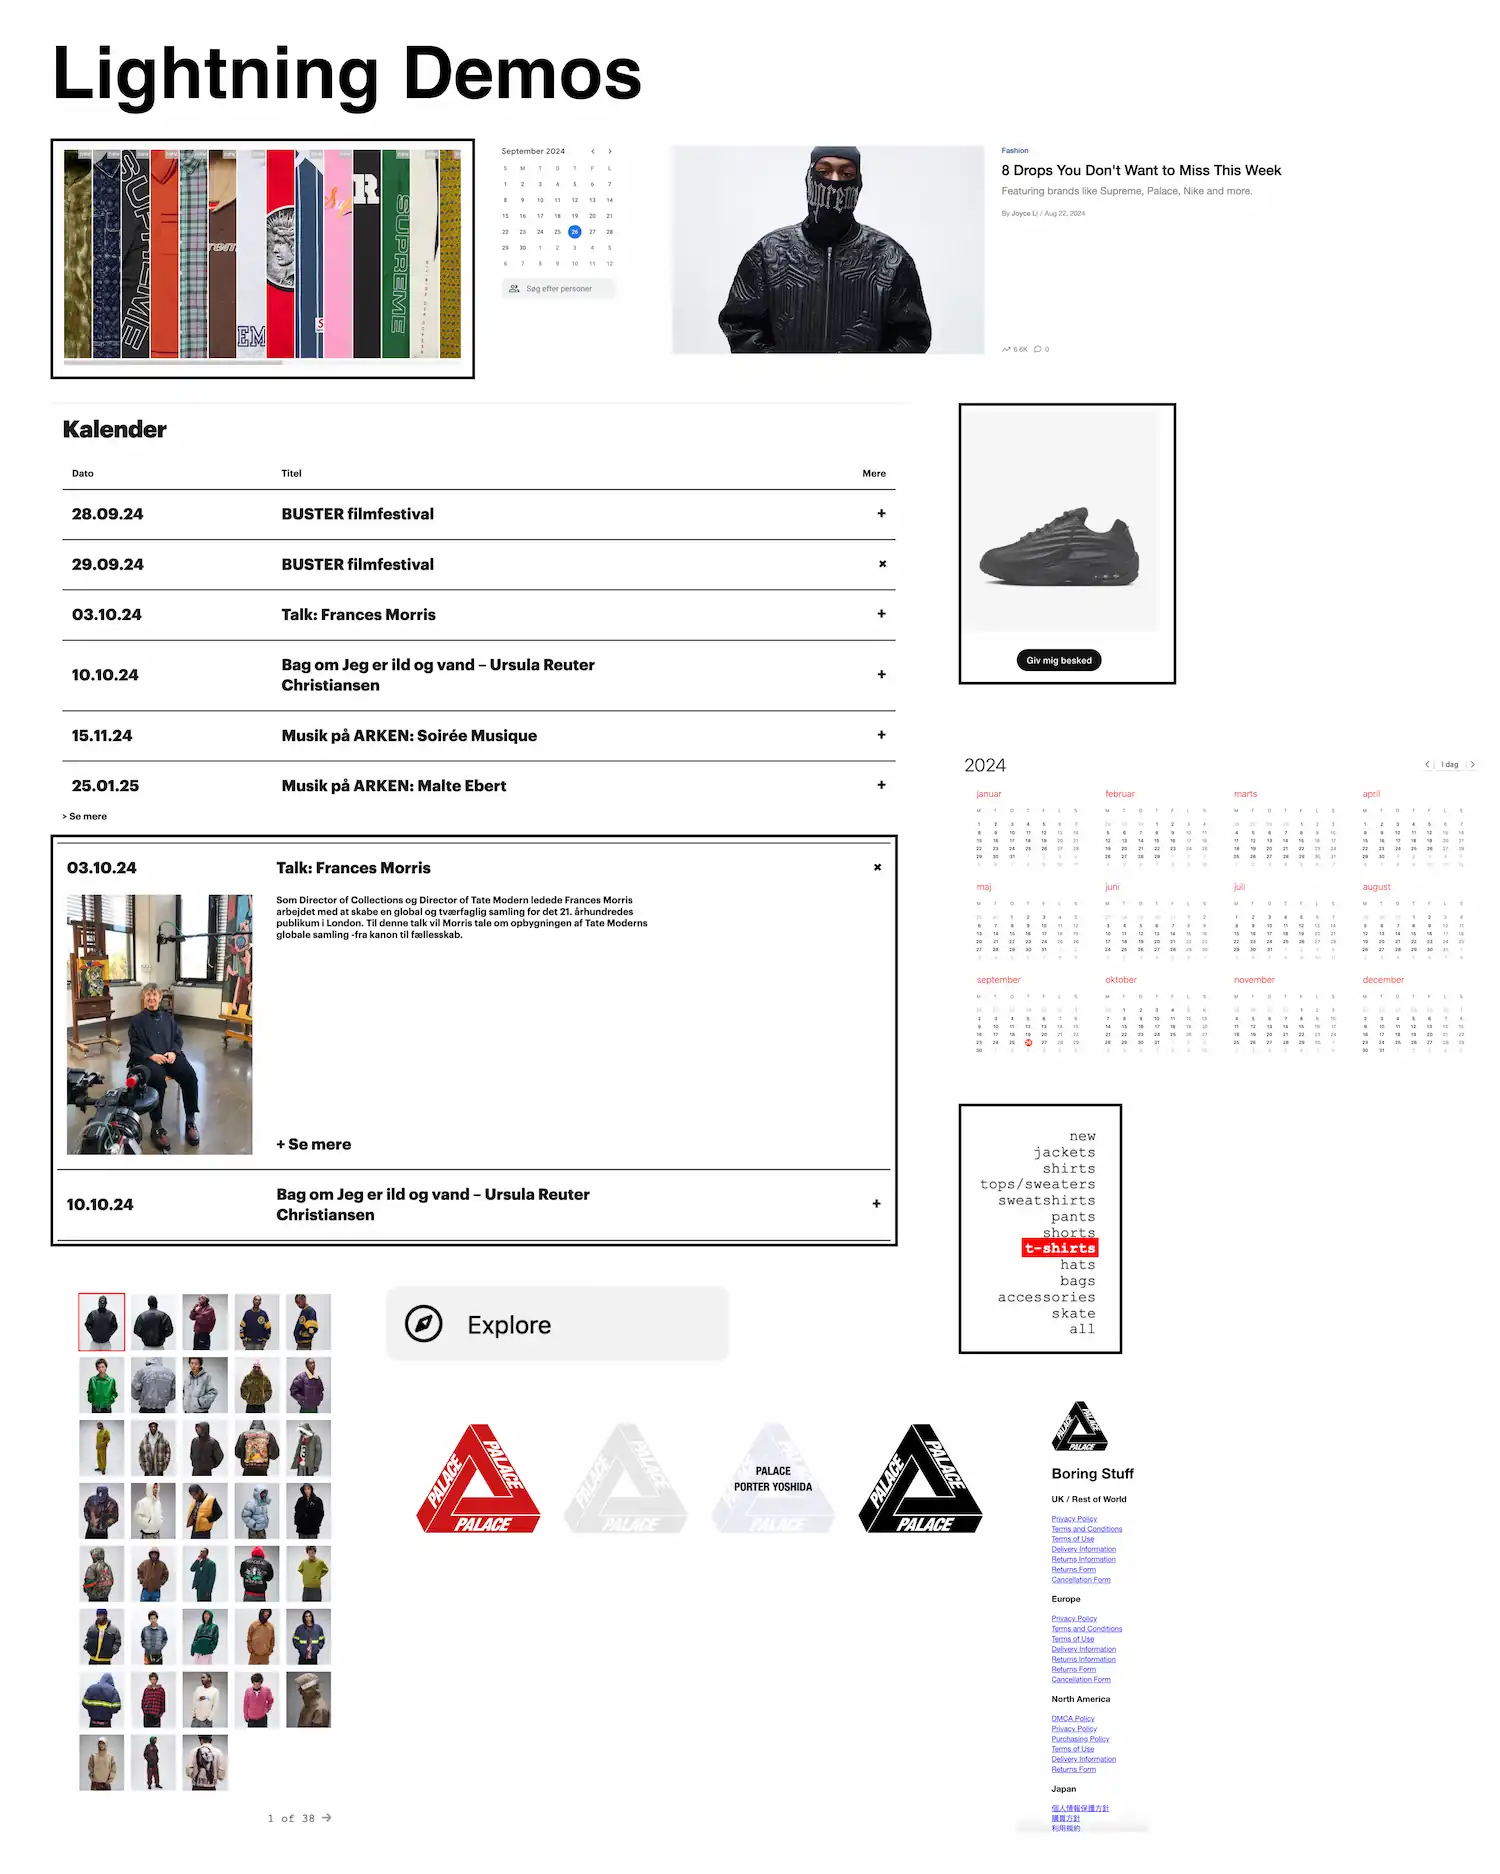 Lightning Demos
SUPREME
SUPREME
September 2024
S M T O T F L
1 2 3 4 5 6 7
8 9 10 11 12 13 14
15 16 17 18 19 20 21
22 23 24 25 26 27 28
29 30 1 2 3 4 5
6 7 8 9 10 11 12
Søg efter personer
Fashion
8 Drops You Don't Want to Miss This Week
Featuring brands like Supreme, Palace, Nike and more.
By Joyce Li / Aug 22, 2024
6.6K 0
Kalender
Dato Titel Mere
28.09.24 BUSTER filmfestival +
29.09.24 BUSTER filmfestival ×
03.10.24 Talk: Frances Morris +
10.10.24 Bag om Jeg er ild og vand – Ursula Reuter
Christiansen +
15.11.24 Musik på ARKEN: Soirée Musique +
25.01.25 Musik på ARKEN: Malte Ebert +
> Se mere
Giv mig besked
03.10.24 Talk: Frances Morris ×
Som Director of Collections og Director of Tate Modern ledede Frances Morris
arbejdet med at skabe en global og tværfaglig samling for det 21. århundredes
publikum i London. Til denne talk vil Morris tale om opbygningen af Tate Moderns
globale samling -fra kanon til fællesskab.
+ Se mere
10.10.24 Bag om Jeg er ild og vand – Ursula Reuter
Christiansen +
2024
< I dag >
januar februar marts april
maj juni juli august
september oktober november december
new
jackets
shirts
tops/sweaters
sweatshirts
pants
shorts
t-shirts
hats
bags
accessories
skate
all
1 of 38 →
Explore
PALACE PALACE PALACE
PALACE PALACE PALACE
PALACE
PORTER YOSHIDA
PALACE PALACE PALACE
PALACE PALACE PALACE
Boring Stuff
UK / Rest of World
Privacy Policy
Terms and Conditions
Terms of Use
Delivery Information
Returns Information
Returns Form
Cancellation Form
Europe
Privacy Policy
Terms and Conditions
Terms of Use
Delivery Information
Returns Information
Returns Form
Cancellation Form
North America
DMCA Policy
Privacy Policy
Purchasing Policy
Terms of Use
Delivery Information
Returns Form
Japan
個人情報保護方針
購買方針
利用規約